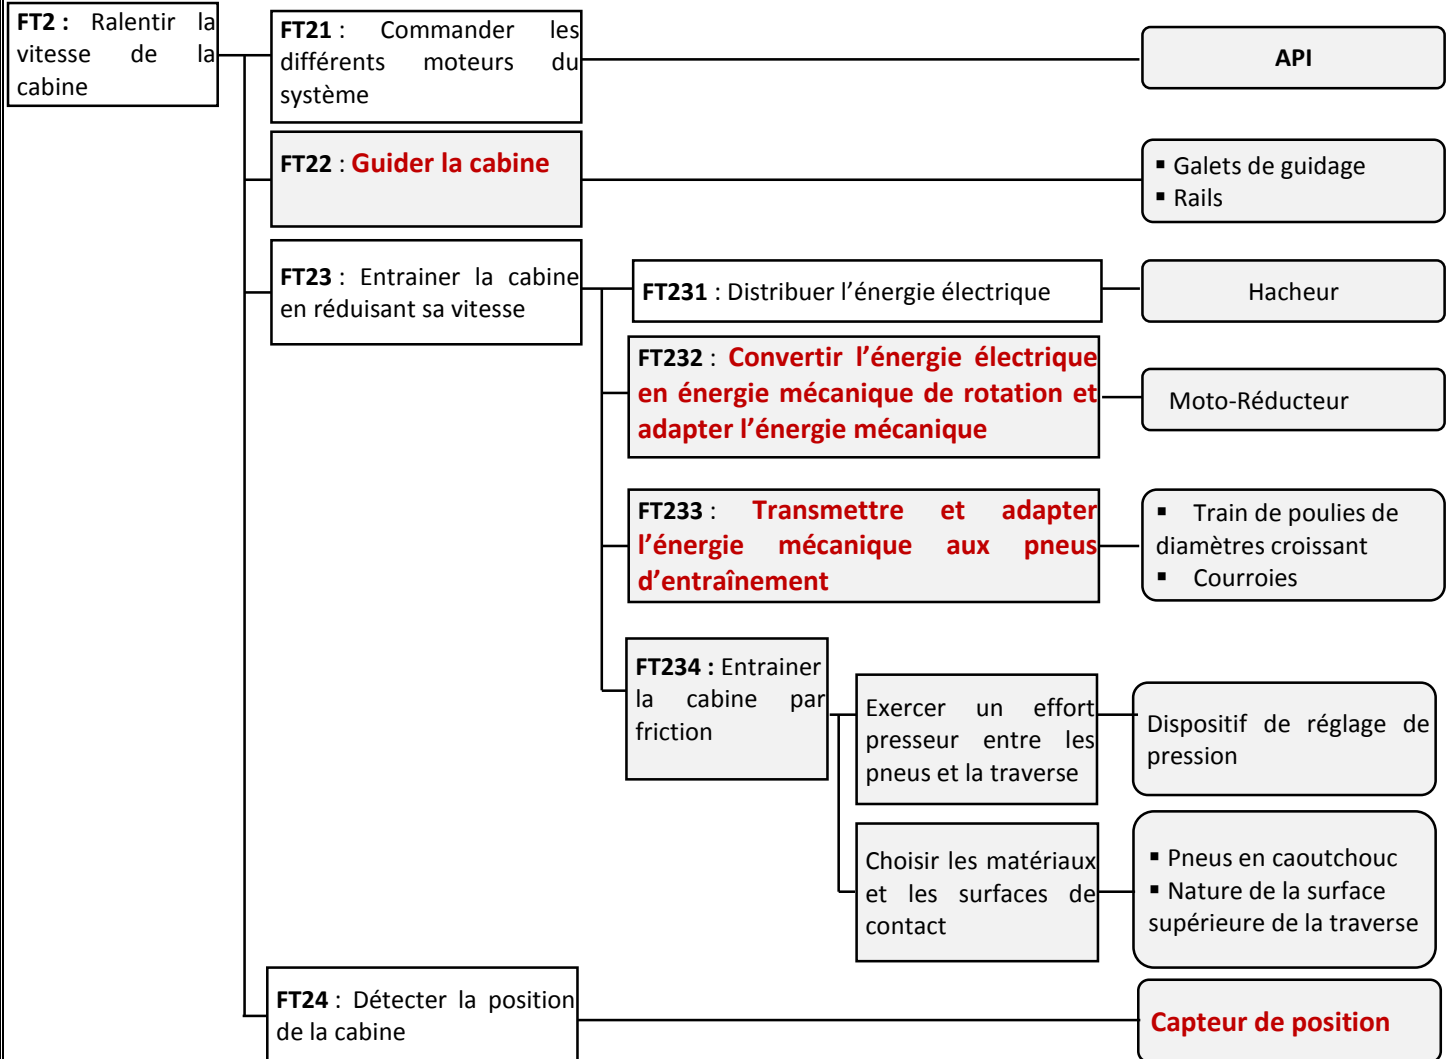 FT2 : Ralentir la
vitesse de la
cabine
FT21 : Commander les
différents moteurs du
système
API
FT22 : Guider la cabine
▪ Galets de guidage
▪ Rails
FT23 : Entrainer la cabine
en réduisant sa vitesse
FT231 : Distribuer l’énergie électrique
Hacheur
FT232 : Convertir l’énergie électrique
en énergie mécanique de rotation et
adapter l’énergie mécanique
Moto-Réducteur
FT233 : Transmettre et adapter
l’énergie mécanique aux pneus
d’entraînement
▪ Train de poulies de
diamètres croissant
▪ Courroies
FT234 : Entrainer
la cabine par
friction
Exercer un effort
presseur entre les
pneus et la traverse
Dispositif de réglage de
pression
Choisir les matériaux
et les surfaces de
contact
▪ Pneus en caoutchouc
▪ Nature de la surface
supérieure de la traverse
FT24 : Détecter la position
de la cabine
Capteur de position